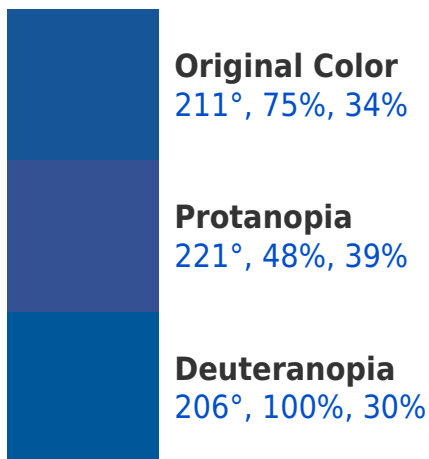 Original Color
211°, 75%, 34%
Protanopia
221°, 48%, 39%
Deuteranopia
206°, 100%, 30%